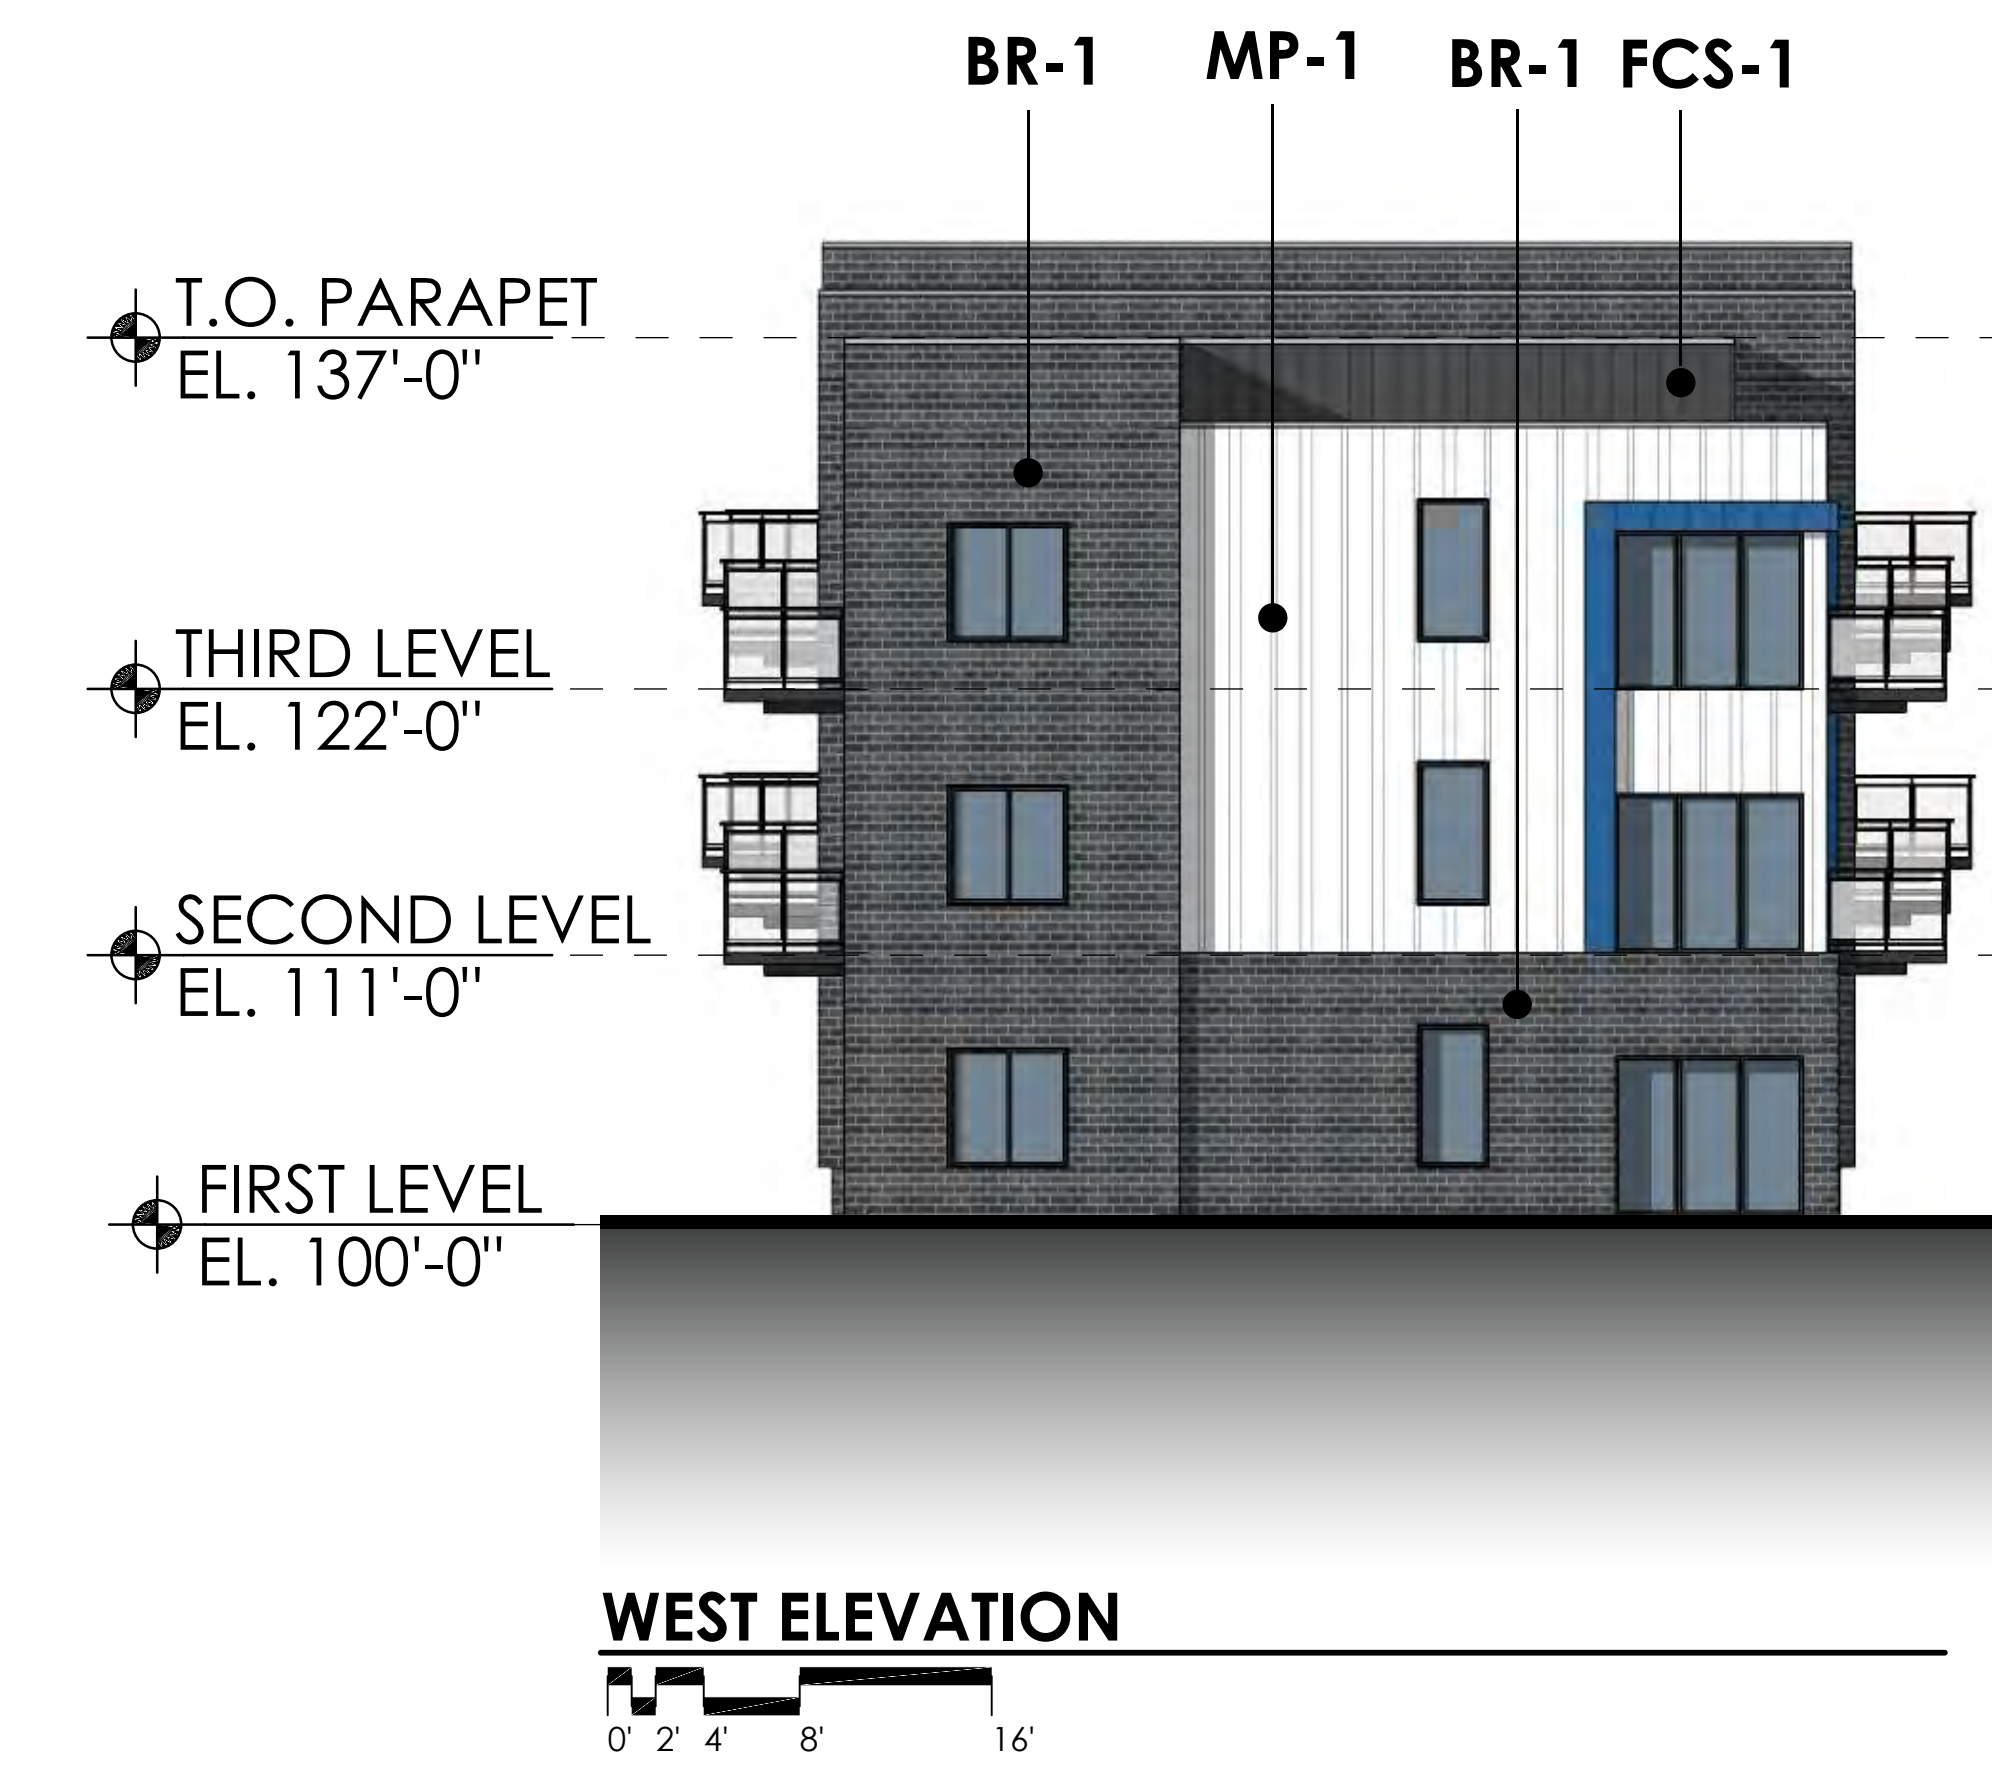 BR-1 MP-1 BR-1 FCS-1
T.O. PARAPET
EL. 137'-0"
THIRD LEVEL
EL. 122'-0"
SECOND LEVEL
EL. 111'-0"
FIRST LEVEL
EL. 100'-0"
WEST ELEVATION
0' 2' 4' 8' 16'